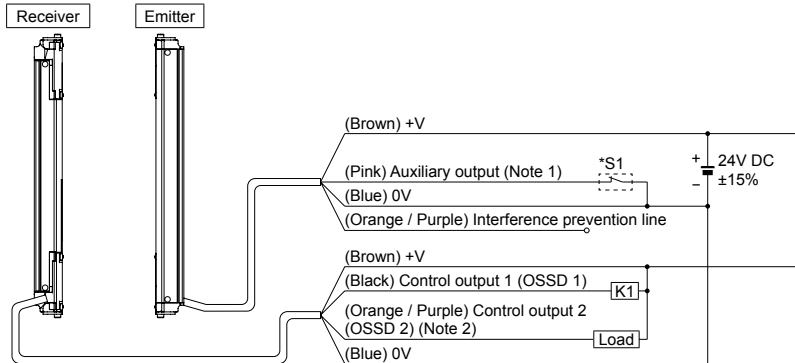 Receiver
Emitter
(Brown) +V
(Pink) Auxiliary output (Note 1)
*S1
+
24V DC
±15%
−
(Blue) 0V
(Orange / Purple) Interference prevention line
(Brown) +V
(Black) Control output 1 (OSSD 1)
K1
(Orange / Purple) Control output 2
(OSSD 2) (Note 2)
Load
(Blue) 0V